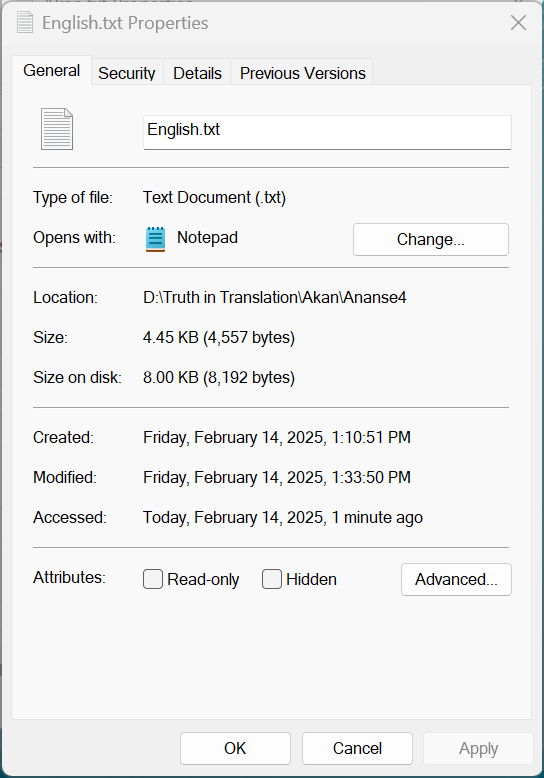 English.txt Properties
General Security Details Previous Versions
English.txt
Type of file: Text Document (.txt)
Opens with: Notepad Change...
Location: D:\Truth in Translation\Akan\Ananse4
Size: 4.45 KB (4,557 bytes)
Size on disk: 8.00 KB (8,192 bytes)
Created: Friday, February 14, 2025, 1:10:51 PM
Modified: Friday, February 14, 2025, 1:33:50 PM
Accessed: Today, February 14, 2025, 1 minute ago
Attributes: Read-only Hidden Advanced...
OK Cancel Apply